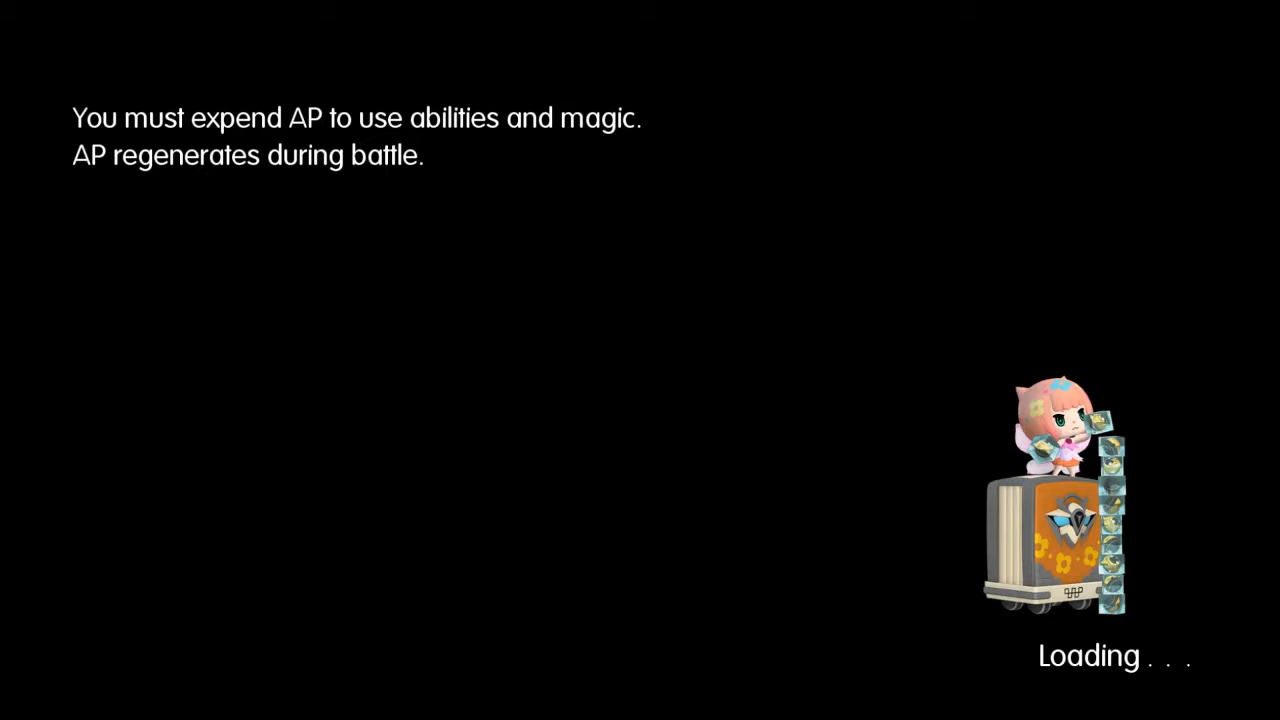 You must expend AP to use abilities and magic.
AP regenerates during battle.
Loading . . .